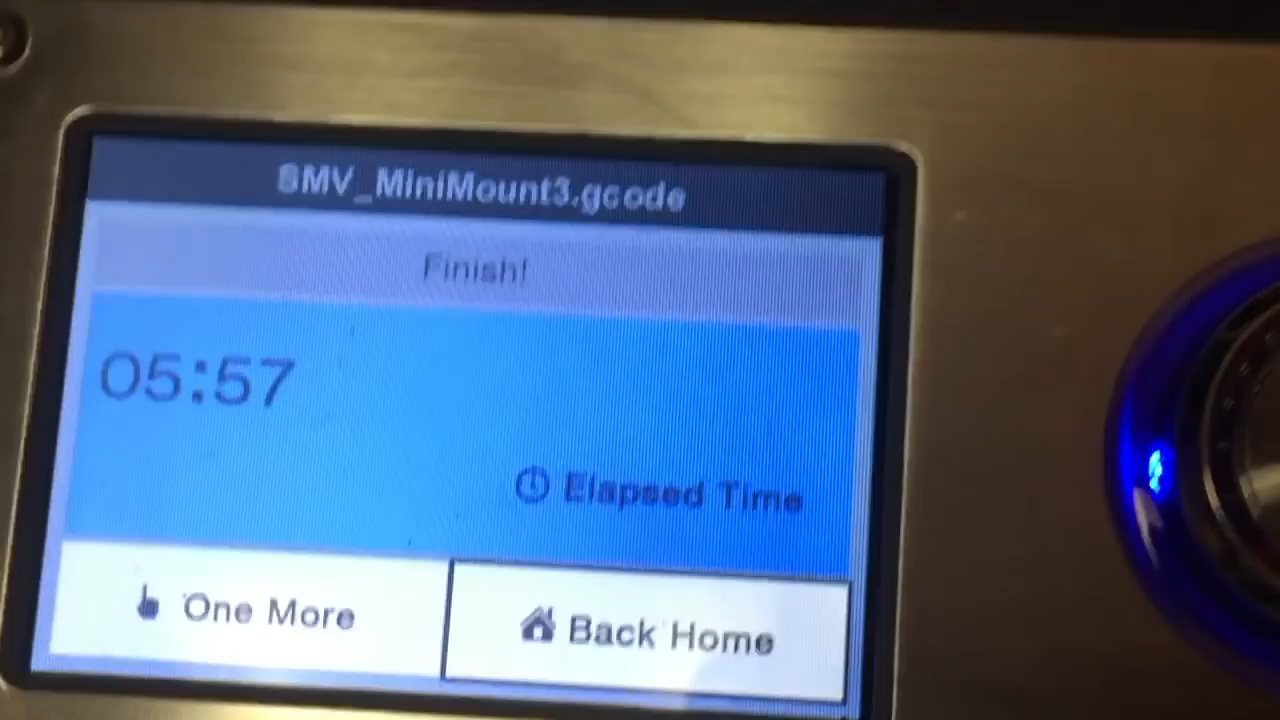 SMV_MiniMount3.gcode
Finish!
05:57
Elapsed Time
One More
Back Home